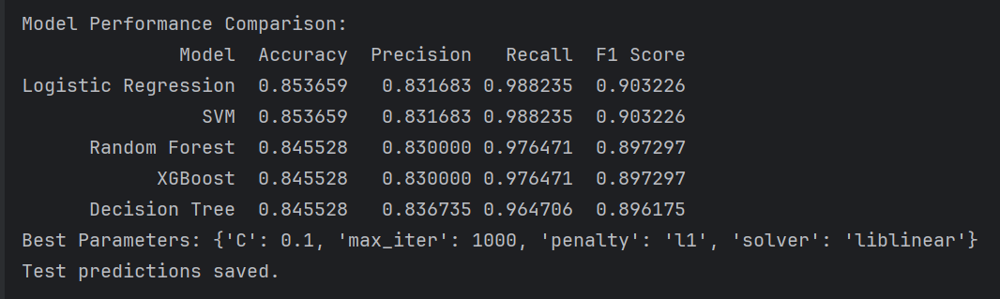 Model Performance Comparison:
Model Accuracy Precision Recall F1 Score
Logistic Regression 0.853659 0.831683 0.988235 0.903226
SVM 0.853659 0.831683 0.988235 0.903226
Random Forest 0.845528 0.830000 0.976471 0.897297
XGBoost 0.845528 0.830000 0.976471 0.897297
Decision Tree 0.845528 0.836735 0.964706 0.896175
Best Parameters: {'C': 0.1, 'max_iter': 1000, 'penalty': 'l1', 'solver': 'liblinear'}
Test predictions saved.